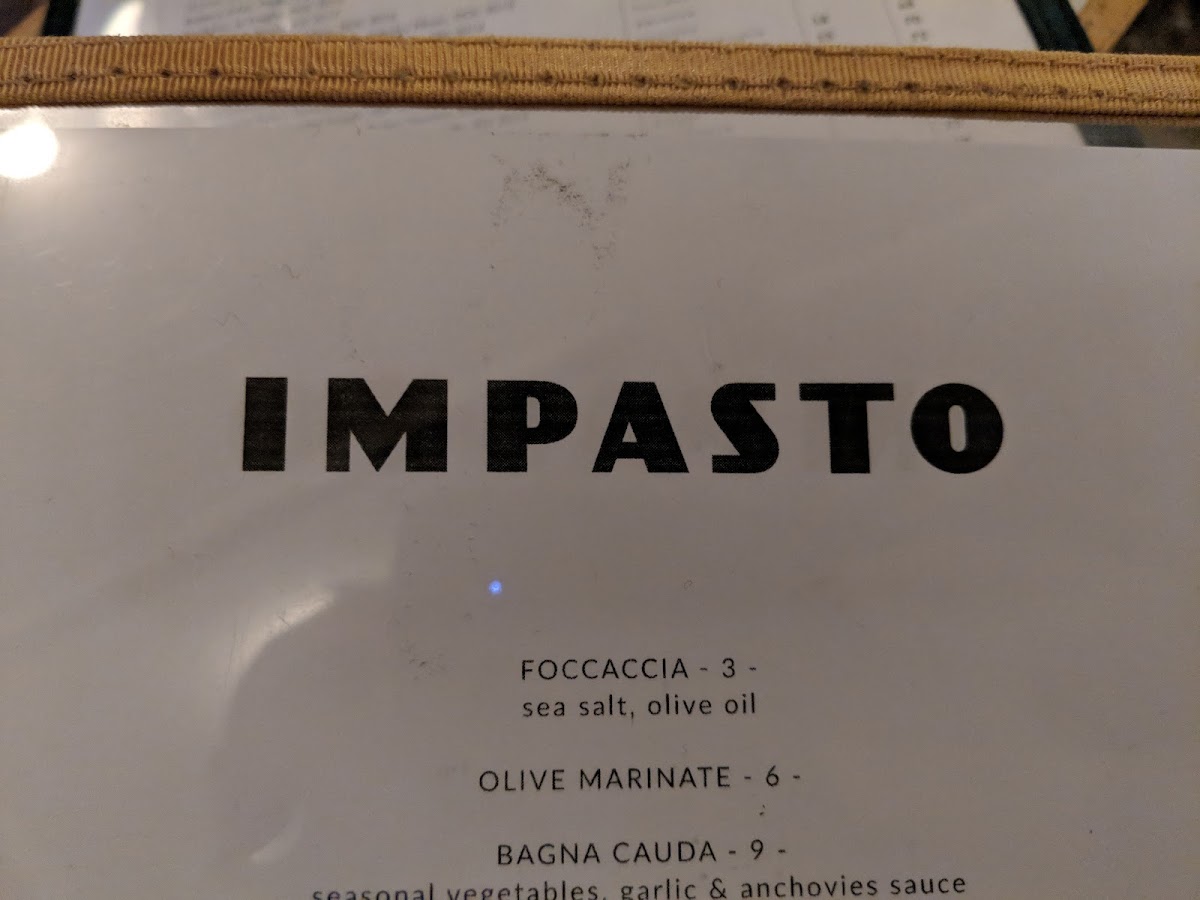 IMPASTO
FOCCACCIA - 3 -
sea salt, olive oil
OLIVE MARINATE - 6 -
BAGNA CAUDA - 9 -
seasonal vegetables, garlic & anchovies sauce